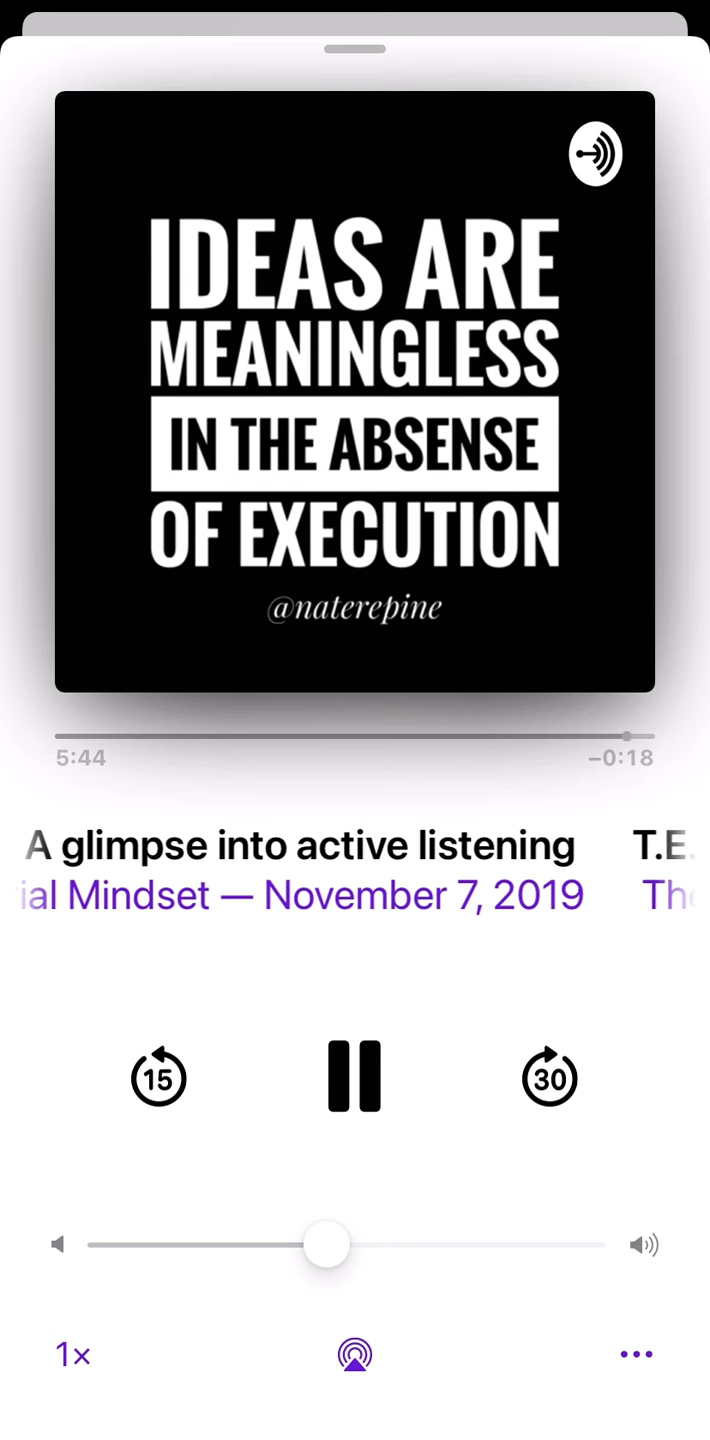 IDEAS ARE
MEANINGLESS
IN THE ABSENSE
OF EXECUTION
@naterepine
5:44
−0:18
A glimpse into active listening T.E.
ial Mindset — November 7, 2019 The
15
30
1×